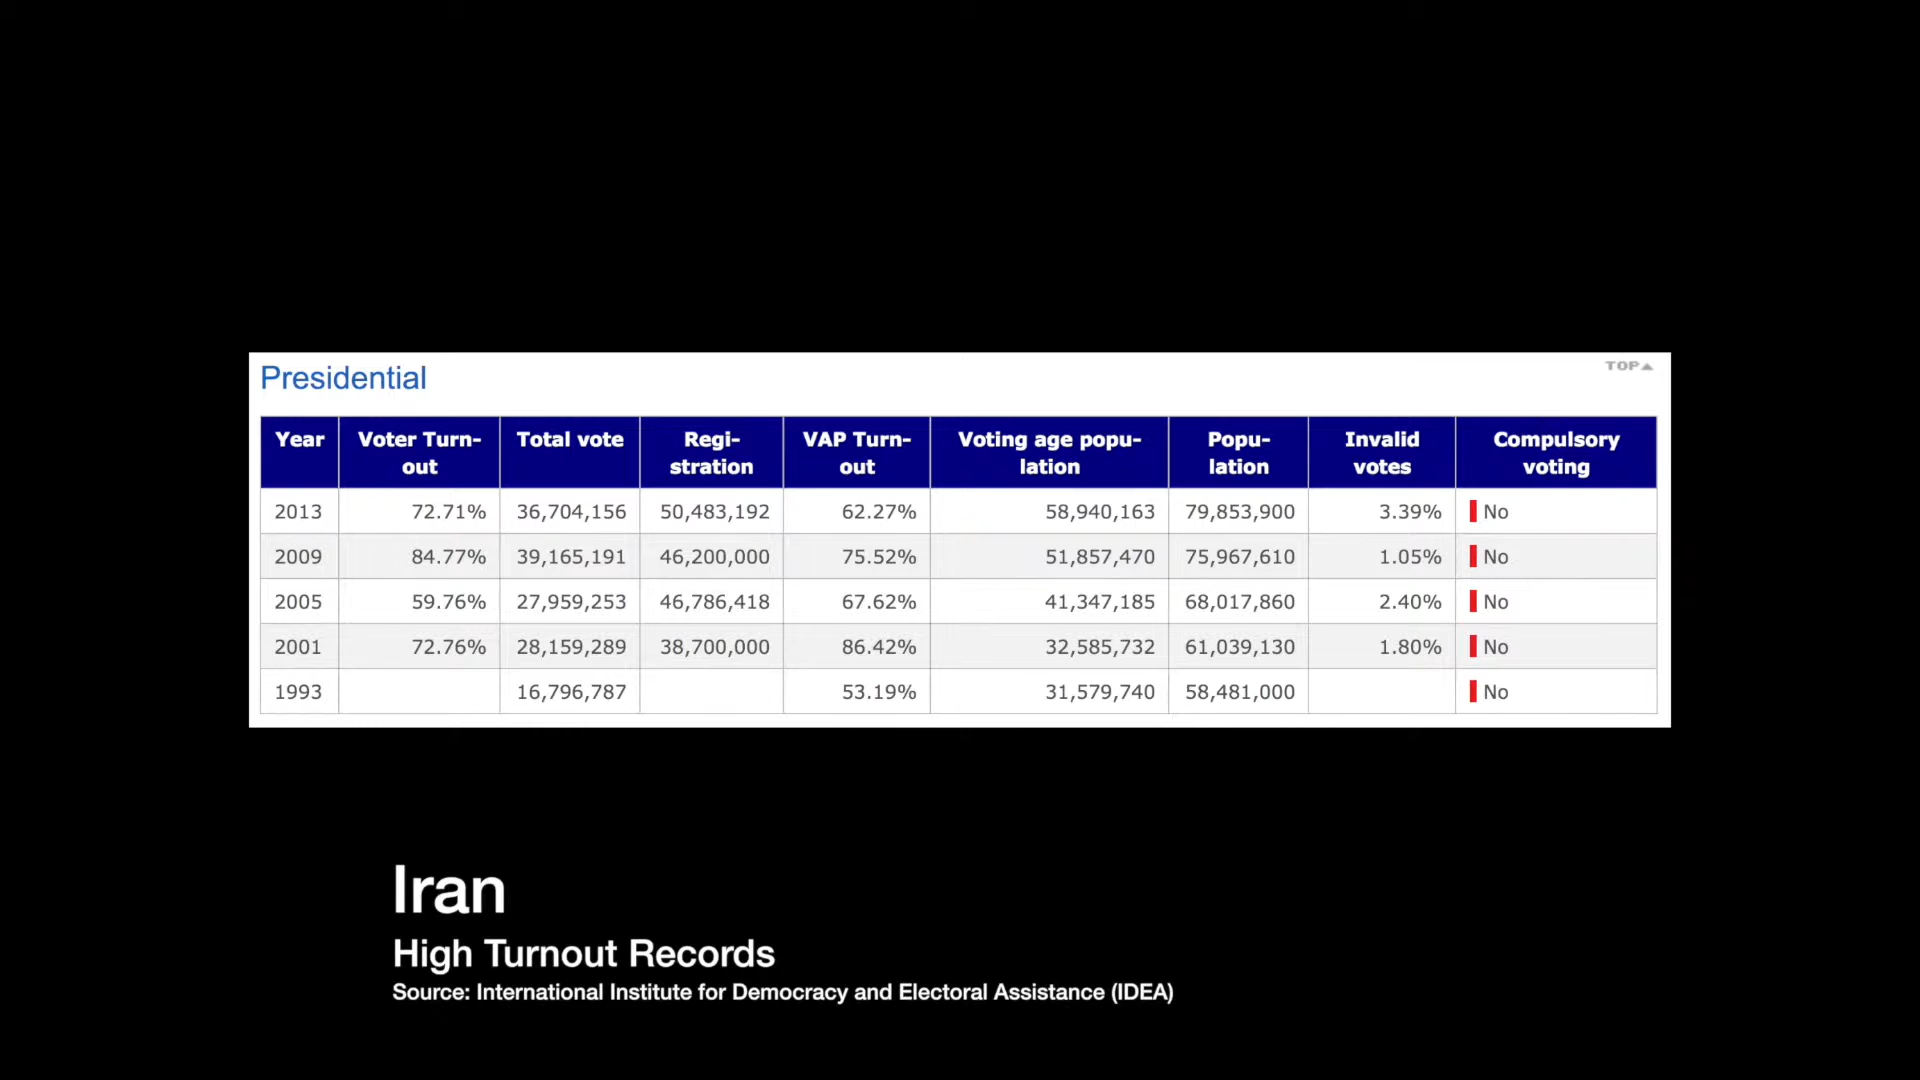 Presidential
TOP▲
Year Voter Turn-out Total vote Regi-stration VAP Turn-out Voting age popu-lation Popu-lation Invalid votes Compulsory voting
2013 72.71% 36,704,156 50,483,192 62.27% 58,940,163 79,853,900 3.39% No
2009 84.77% 39,165,191 46,200,000 75.52% 51,857,470 75,967,610 1.05% No
2005 59.76% 27,959,253 46,786,418 67.62% 41,347,185 68,017,860 2.40% No
2001 72.76% 28,159,289 38,700,000 86.42% 32,585,732 61,039,130 1.80% No
1993 16,796,787 53.19% 31,579,740 58,481,000 No
Iran
High Turnout Records
Source: International Institute for Democracy and Electoral Assistance (IDEA)